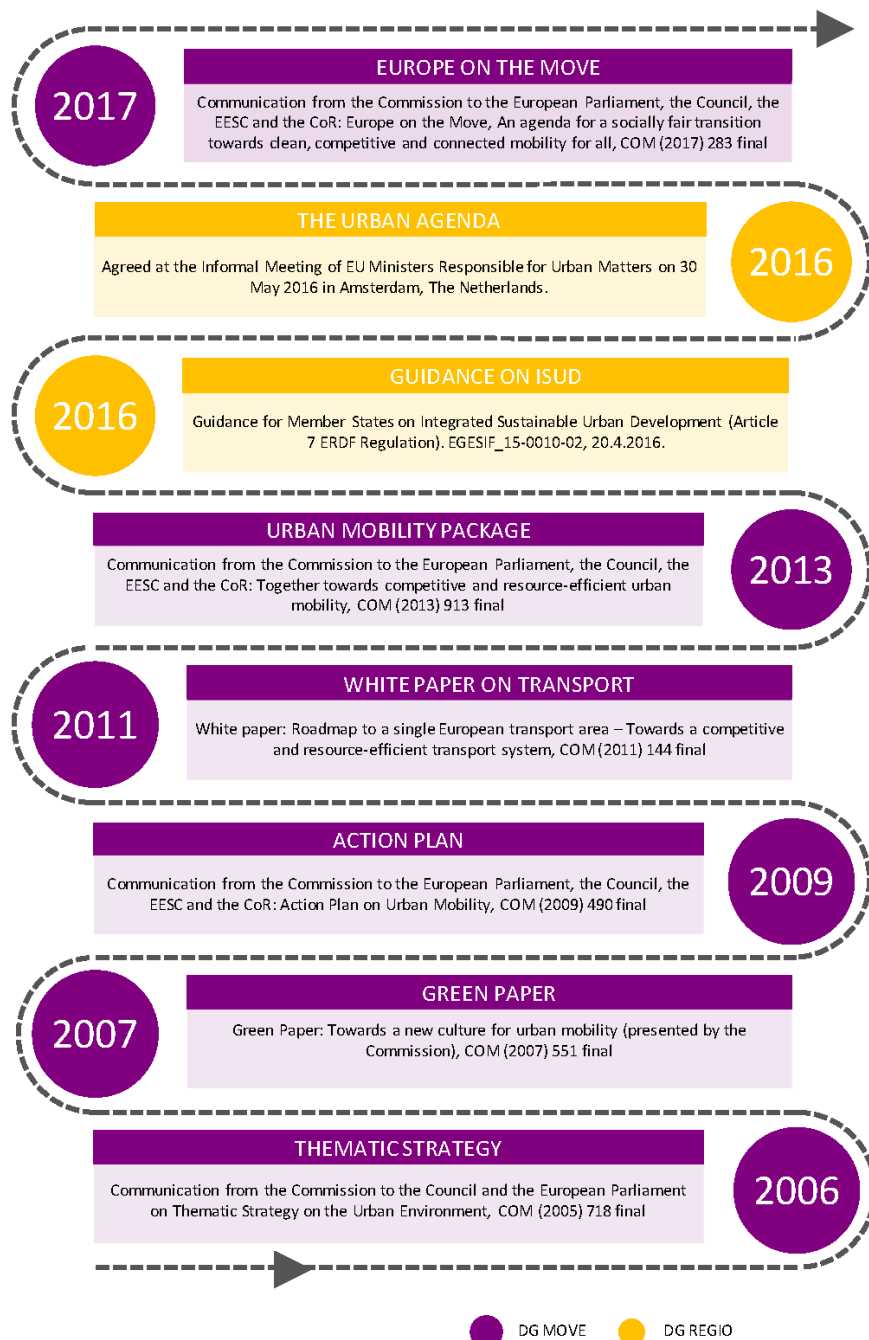 2017
EUROPE ON THE MOVE
Communication from the Commission to the European Parliament, the Council, the
EESC and the CoR: Europe on the Move, An agenda for a socially fair transition
towards clean, competitive and connected mobility for all, COM (2017) 283 final
THE URBAN AGENDA
Agreed at the Informal Meeting of EU Ministers Responsible for Urban Matters on 30
May 2016 in Amsterdam, The Netherlands.
2016
2016
GUIDANCE ON ISUD
Guidance for Member States on Integrated Sustainable Urban Development (Article
7 ERDF Regulation). EGESIF_15-0010-02, 20.4.2016.
URBAN MOBILITY PACKAGE
Communication from the Commission to the European Parliament, the Council, the
EESC and the CoR: Together towards competitive and resource-efficient urban
mobility, COM (2013) 913 final
2013
2011
WHITE PAPER ON TRANSPORT
White paper: Roadmap to a single European transport area – Towards a competitive
and resource-efficient transport system, COM (2011) 144 final
ACTION PLAN
Communication from the Commission to the European Parliament, the Council, the
EESC and the CoR: Action Plan on Urban Mobility, COM (2009) 490 final
2009
2007
GREEN PAPER
Green Paper: Towards a new culture for urban mobility (presented by the
Commission), COM (2007) 551 final
THEMATIC STRATEGY
Communication from the Commission to the Council and the European Parliament
on Thematic Strategy on the Urban Environment, COM (2005) 718 final
2006
DG MOVE
DG REGIO